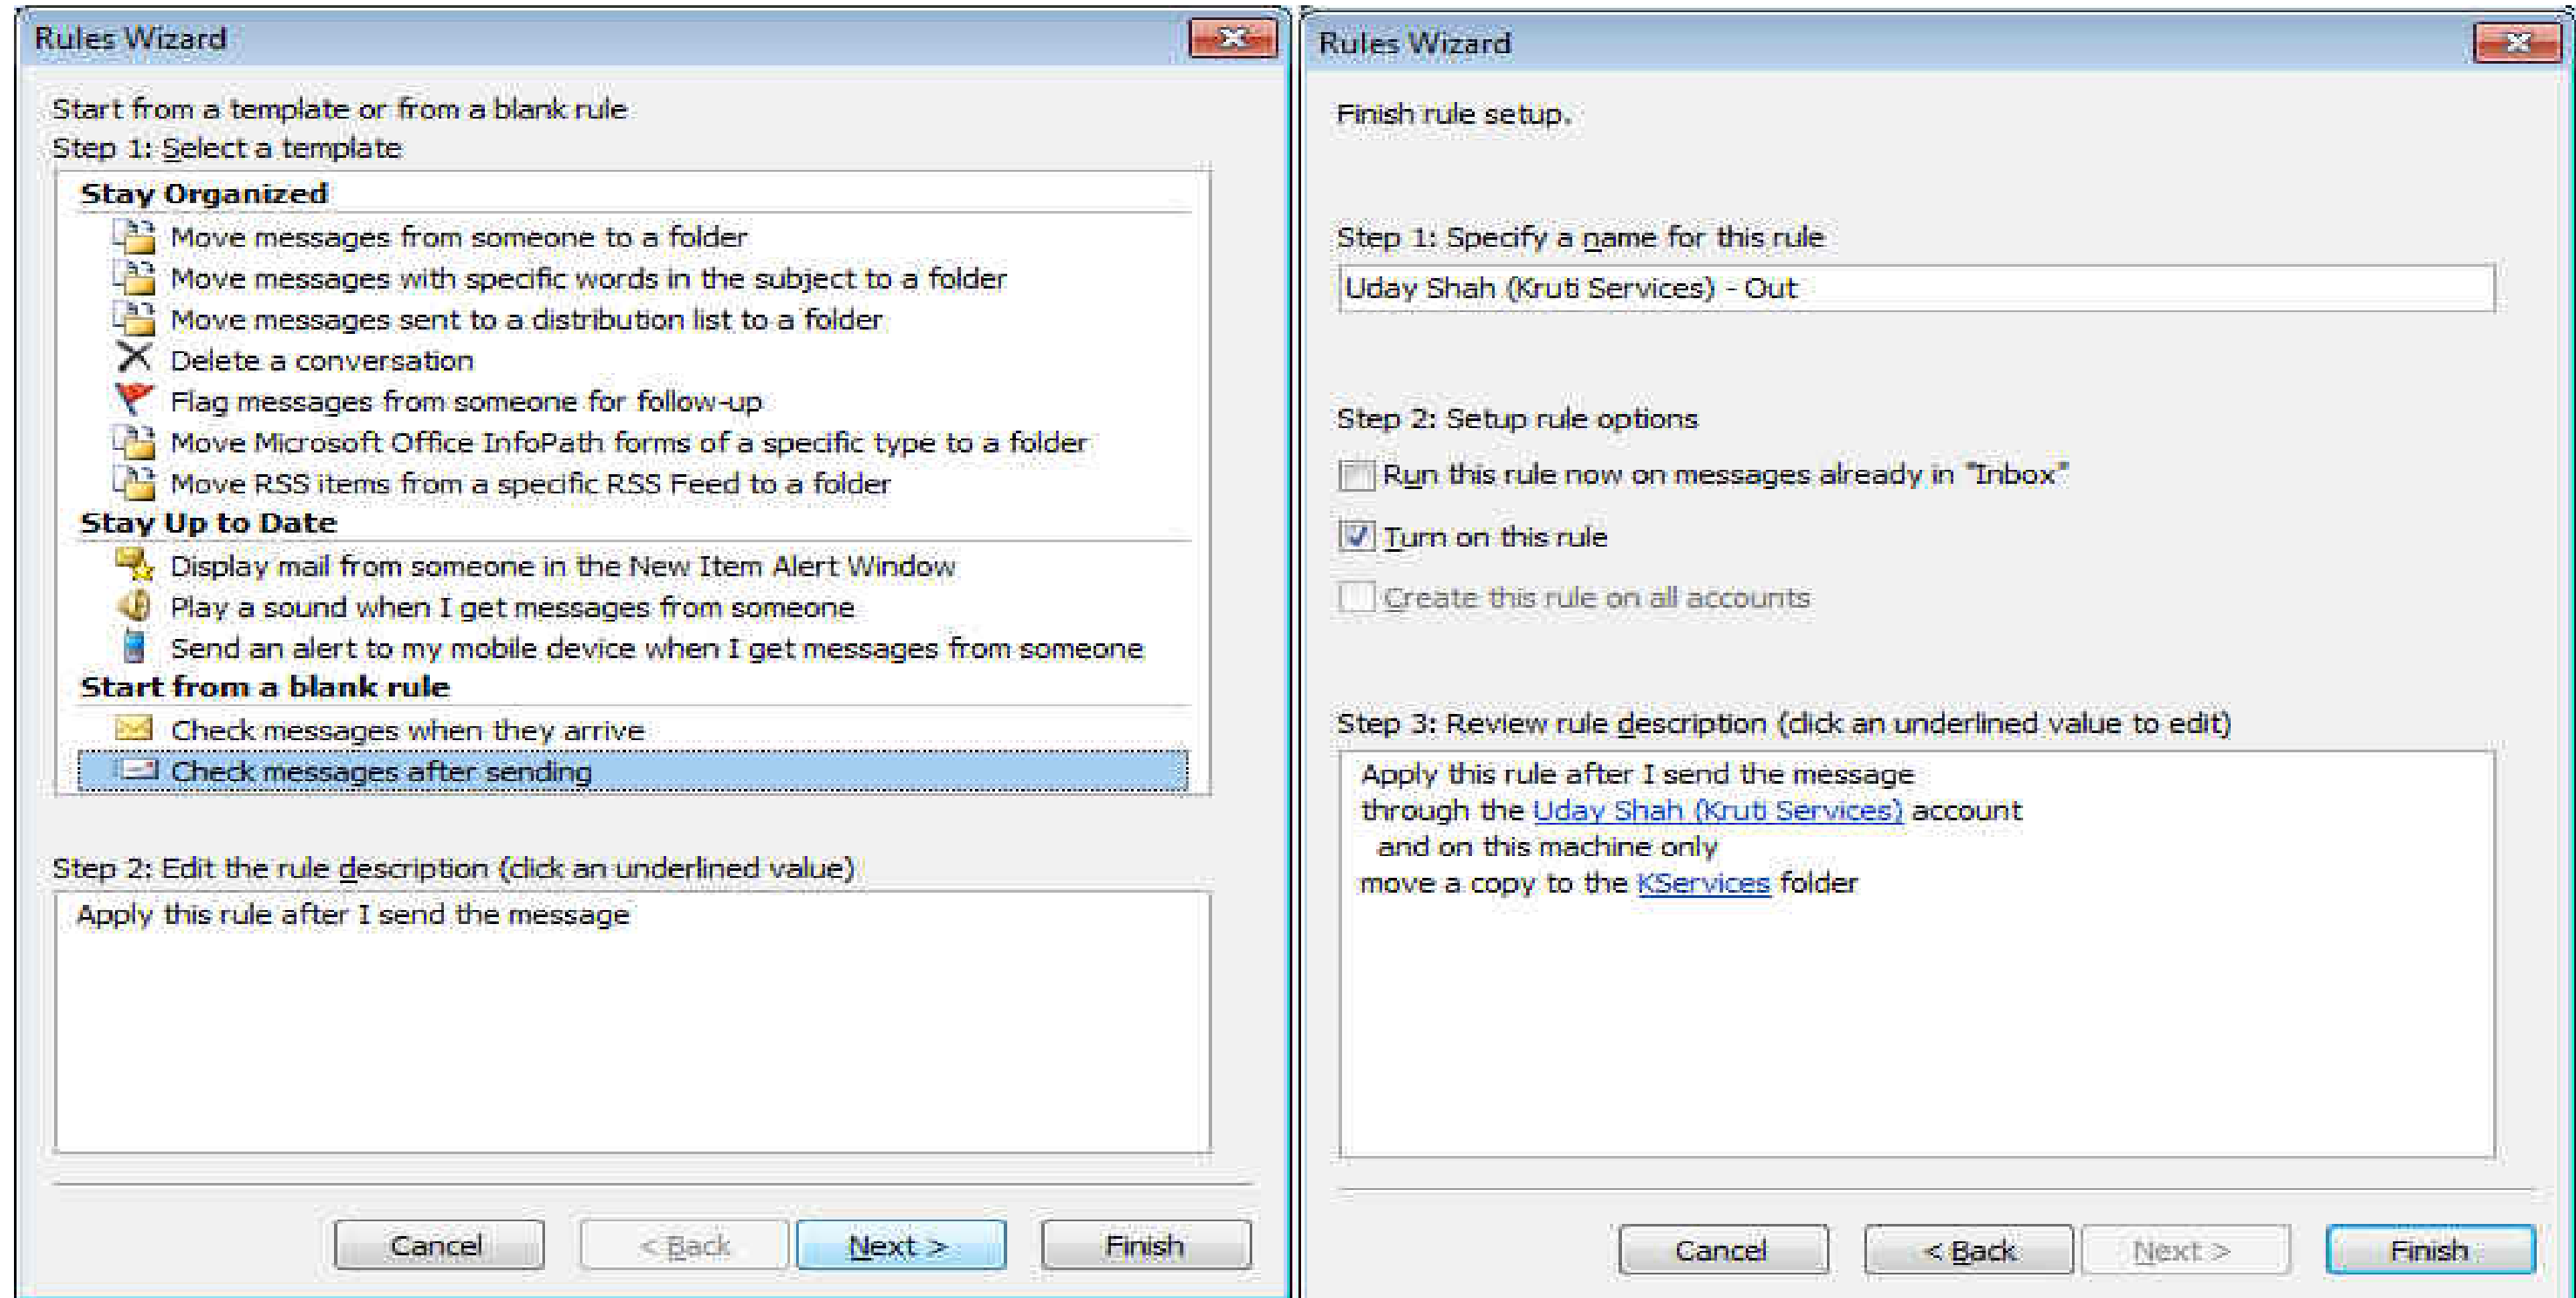 Rules Wizard
Start from a template or from a blank rule
Step 1: Select a template
Stay Organized
Move messages from someone to a folder
Move messages with specific words in the subject to a folder
Move messages sent to a distribution list to a folder
Delete a conversation
Flag messages from someone for follow-up
Move Microsoft Office InfoPath forms of a specific type to a folder
Move RSS items from a specific RSS Feed to a folder
Stay Up to Date
Display mail from someone in the New Item Alert Window
Play a sound when I get messages from someone
Send an alert to my mobile device when I get messages from someone
Start from a blank rule
Check messages when they arrive
Check messages after sending
Step 2: Edit the rule description (click an underlined value)
Apply this rule after I send the message
Cancel
< Back
Next >
Finish
Rules Wizard
Finish rule setup.
Step 1: Specify a name for this rule
Uday Shah (Kruti Services) - Out
Step 2: Setup rule options
Run this rule now on messages already in "Inbox"
Turn on this rule
Create this rule on all accounts
Step 3: Review rule description (click an underlined value to edit)
Apply this rule after I send the message
through the Uday Shah (Kruti Services) account
and on this machine only
move a copy to the KServices folder
Cancel
< Back
Next >
Finish